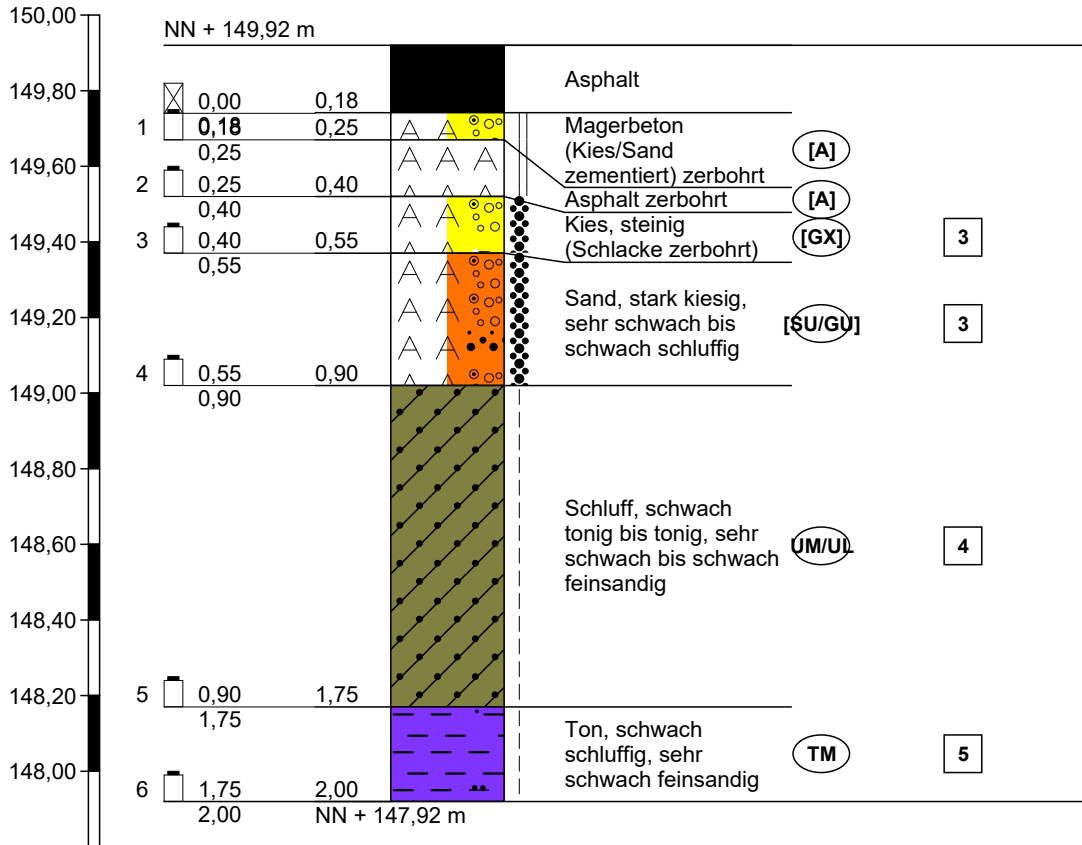 150,00
NN + 149,92 m
Asphalt
149,80
0,00 0,18
0,18
1 0,18 0,25
0,25
Magerbeton
(Kies/Sand
zementiert) zerbohrt
[A]
149,60
2 0,25 0,40
0,40
Asphalt zerbohrt
[A]
149,40
3 0,40 0,55
0,55
Kies, steinig
(Schlacke zerbohrt)
[GX]
3
149,20
Sand, stark kiesig,
sehr schwach bis
schwach schluffig
[SU/GU]
3
4 0,55 0,90
0,90
149,00
148,80
148,60
Schluff, schwach
tonig bis tonig, sehr
schwach bis schwach
feinsandig
UM/UL
4
148,40
148,20
5 0,90 1,75
1,75
Ton, schwach
schluffig, sehr
schwach feinsandig
TM
5
148,00
6 1,75 2,00
2,00
NN + 147,92 m